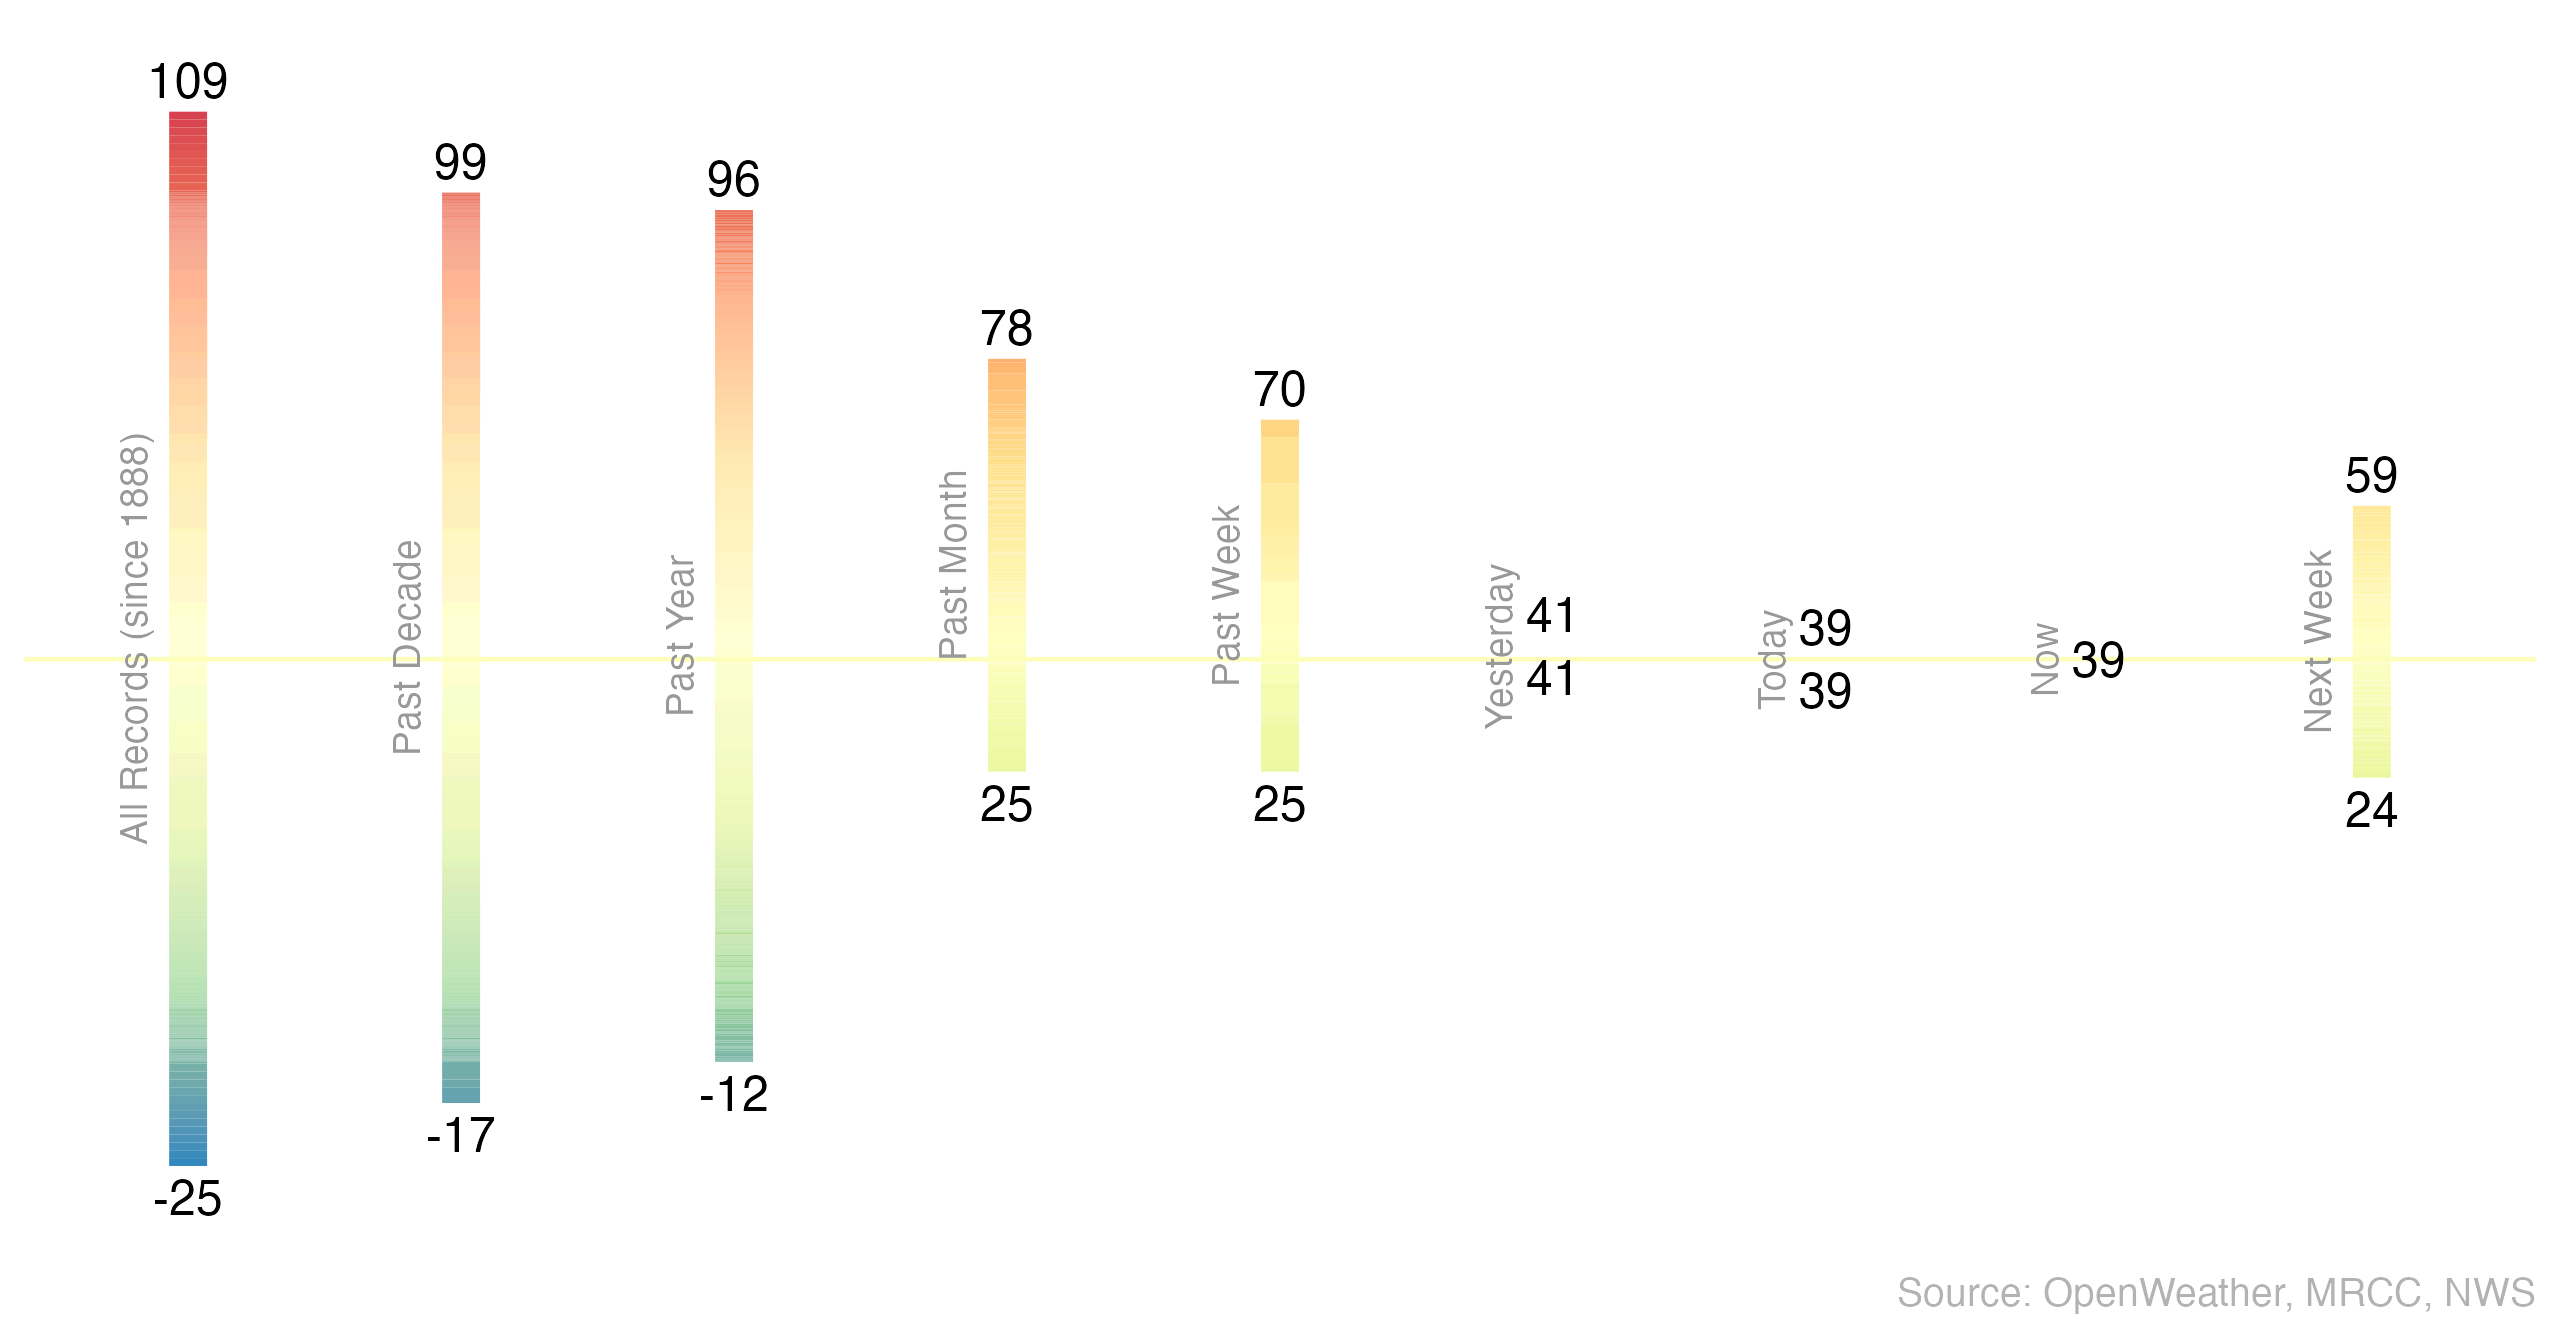 109
All Records (since 1888)
-25
99
Past Decade
-17
96
Past Year
-12
78
Past Month
25
70
Past Week
25
Yesterday
41
41
Today
39
39
Now
39
59
Next Week
24
Source: OpenWeather, MRCC, NWS